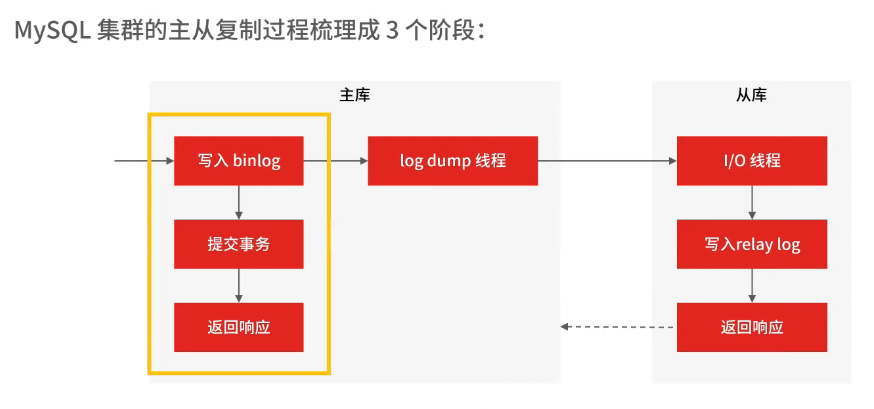 MySQL 集群的主从复制过程梳理成 3 个阶段：
主库
从库
写入 binlog
log dump 线程
I/O 线程
提交事务
写入relay log
返回响应
返回响应